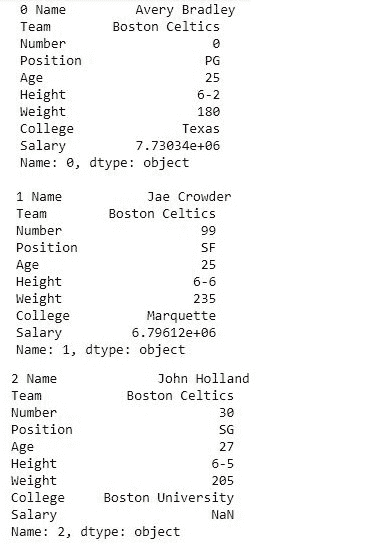 0 Name Avery Bradley
Team Boston Celtics
Number 0
Position PG
Age 25
Height 6-2
Weight 180
College Texas
Salary 7.73034e+06
Name: 0, dtype: object
1 Name Jae Crowder
Team Boston Celtics
Number 99
Position SF
Age 25
Height 6-6
Weight 235
College Marquette
Salary 6.79612e+06
Name: 1, dtype: object
2 Name John Holland
Team Boston Celtics
Number 30
Position SG
Age 27
Height 6-5
Weight 205
College Boston University
Salary NaN
Name: 2, dtype: object